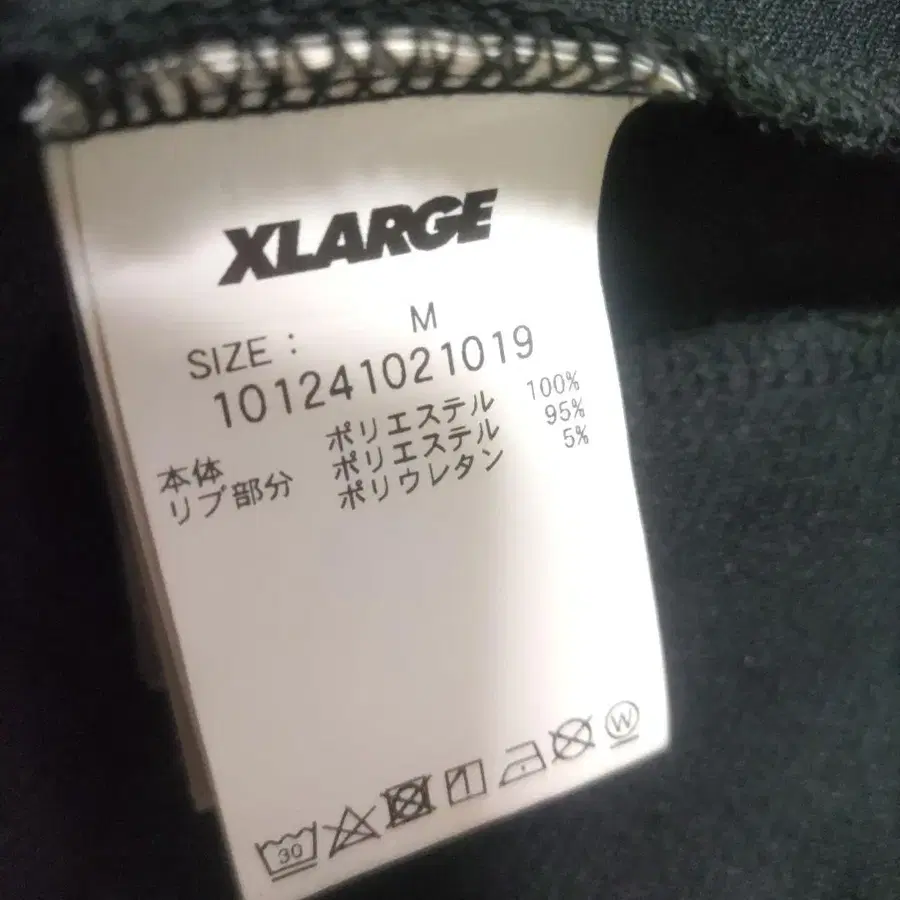 XLARGE
SIZE : M
101241021019
本体 ポリエステル 100%
リブ部分 ポリエステル 95%
ポリウレタン 5%
30
W